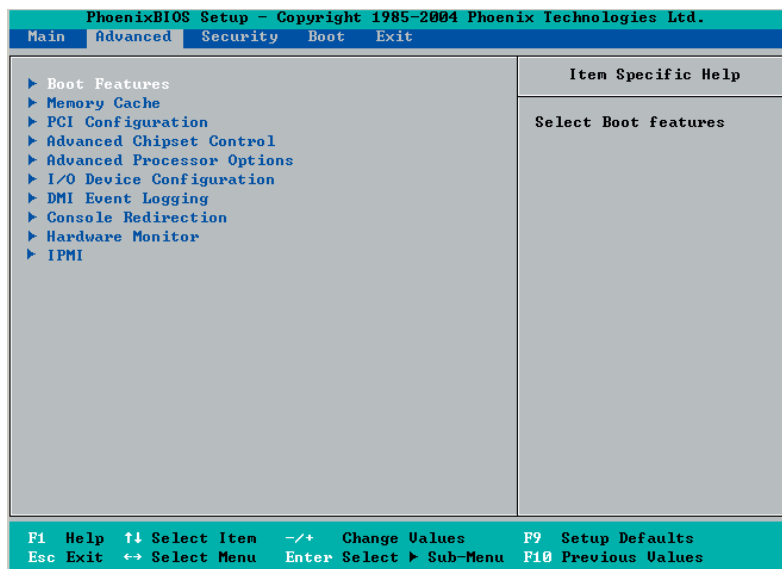 PhoenixBIOS Setup - Copyright 1985-2004 Phoenix Technologies Ltd.
Main Advanced Security Boot Exit
Item Specific Help
Select Boot features
▶ Boot Features
▶ Memory Cache
▶ PCI Configuration
▶ Advanced Chipset Control
▶ Advanced Processor Options
▶ I/O Device Configuration
▶ DMI Event Logging
▶ Console Redirection
▶ Hardware Monitor
▶ IPMI
F1 Help ↑↓ Select Item -/+ Change Values F9 Setup Defaults
Esc Exit ↔ Select Menu Enter Select ▶ Sub-Menu F10 Previous Values